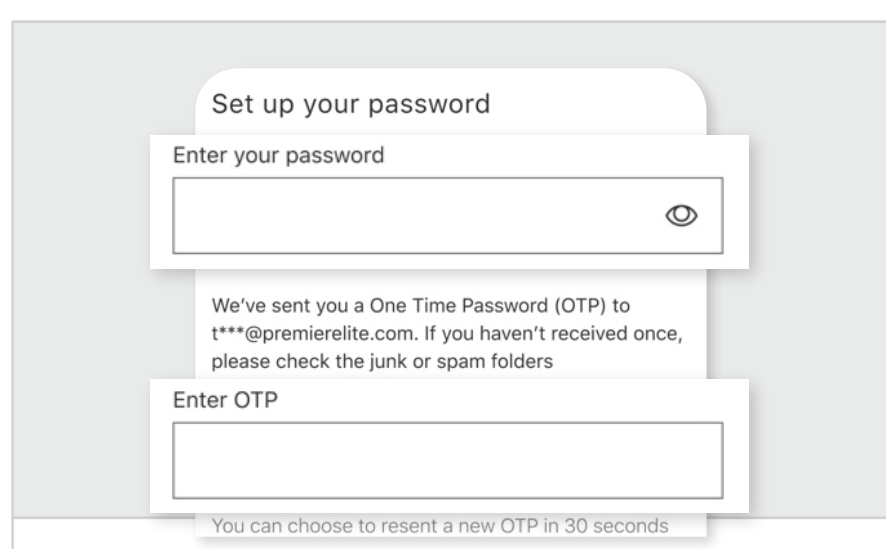 Set up your password
Enter your password
We’ve sent you a One Time Password (OTP) to
t***@premierelite.com. If you haven’t received once,
please check the junk or spam folders
Enter OTP
You can choose to resent a new OTP in 30 seconds